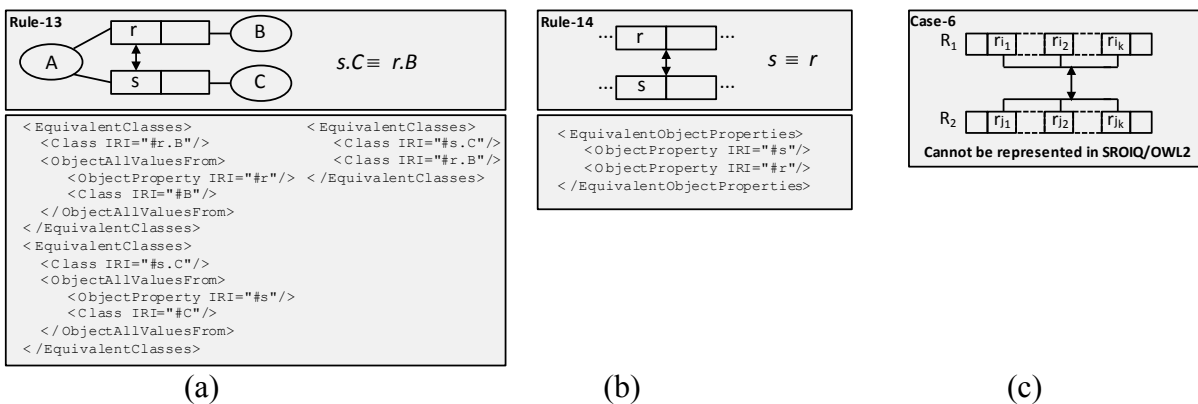 Rule-13
r
B
A
s
C
s.C≡ r.B
<EquivalentClasses>
<Class IRI="#r.B"/>
<ObjectAllValuesFrom>
<ObjectProperty IRI="#r"/>
<Class IRI="#B"/>
</ObjectAllValuesFrom>
</EquivalentClasses>
<EquivalentClasses>
<Class IRI="#s.C"/>
<ObjectAllValuesFrom>
<ObjectProperty IRI="#s"/>
<Class IRI="#C"/>
</ObjectAllValuesFrom>
</EquivalentClasses>
<EquivalentClasses>
<Class IRI="#s.C"/>
<Class IRI="#r.B"/>
</EquivalentClasses>
(a)
Rule-14
... r ...
... s ...
s ≡ r
<EquivalentObjectProperties>
<ObjectProperty IRI="#s"/>
<ObjectProperty IRI="#r"/>
</EquivalentObjectProperties>
(b)
Case-6
R1 ri1 ri2 rik
R2 rj1 rj2 rjk
Cannot be represented in SROIQ/OWL2
(c)